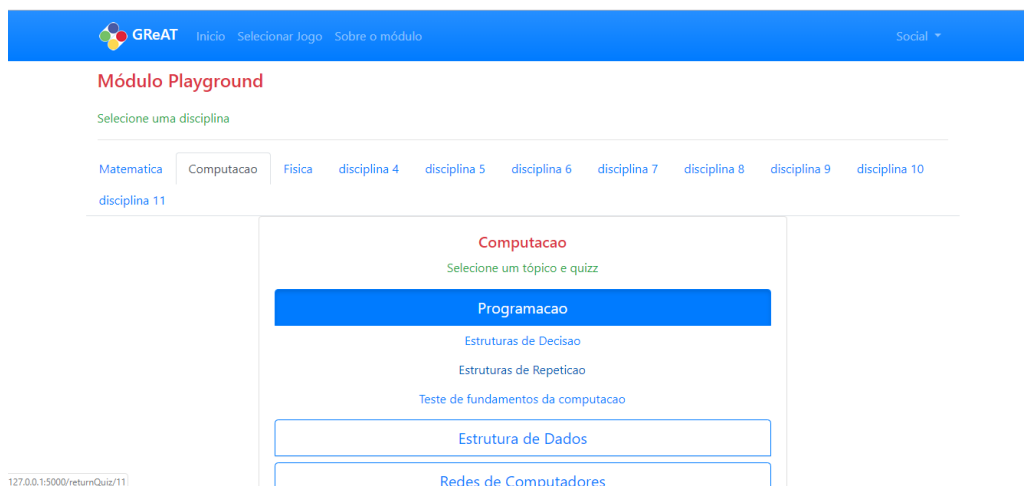 GReAT Inicio Selecionar Jogo Sobre o módulo Social
Módulo Playground
Selecione uma disciplina
Matematica Computacao Fisica disciplina 4 disciplina 5 disciplina 6 disciplina 7 disciplina 8 disciplina 9 disciplina 10
disciplina 11
Computacao
Selecione um tópico e quizz
Programacao
Estruturas de Decisao
Estruturas de Repeticao
Teste de fundamentos da computacao
Estrutura de Dados
Redes de Computadores
127.0.0.1:5000/returnQuiz/11